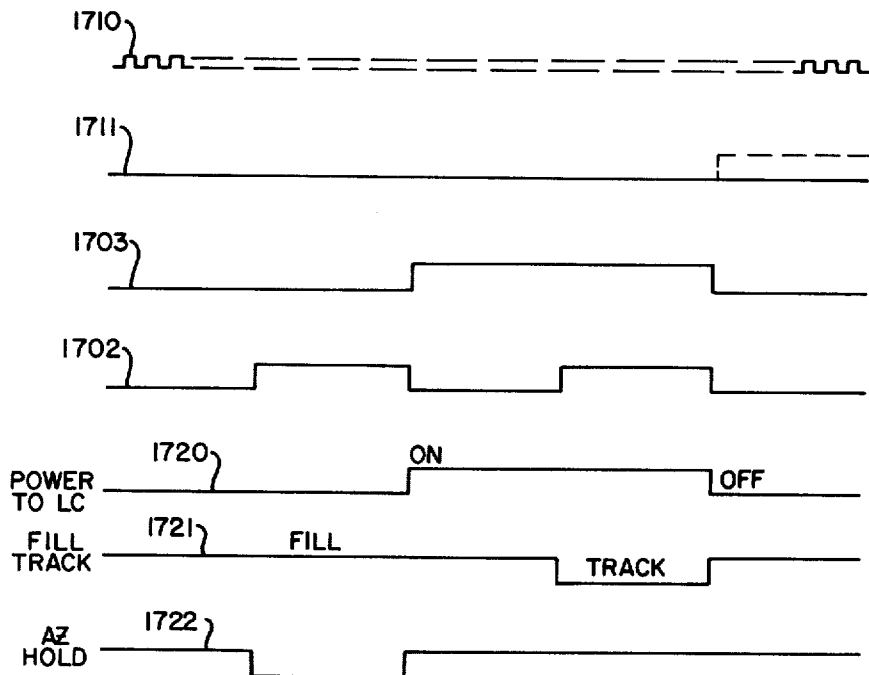 1710
1711
1703
1702
1720
POWER TO LC
ON
OFF
1721
FILL TRACK
FILL
TRACK
1722
AZ HOLD